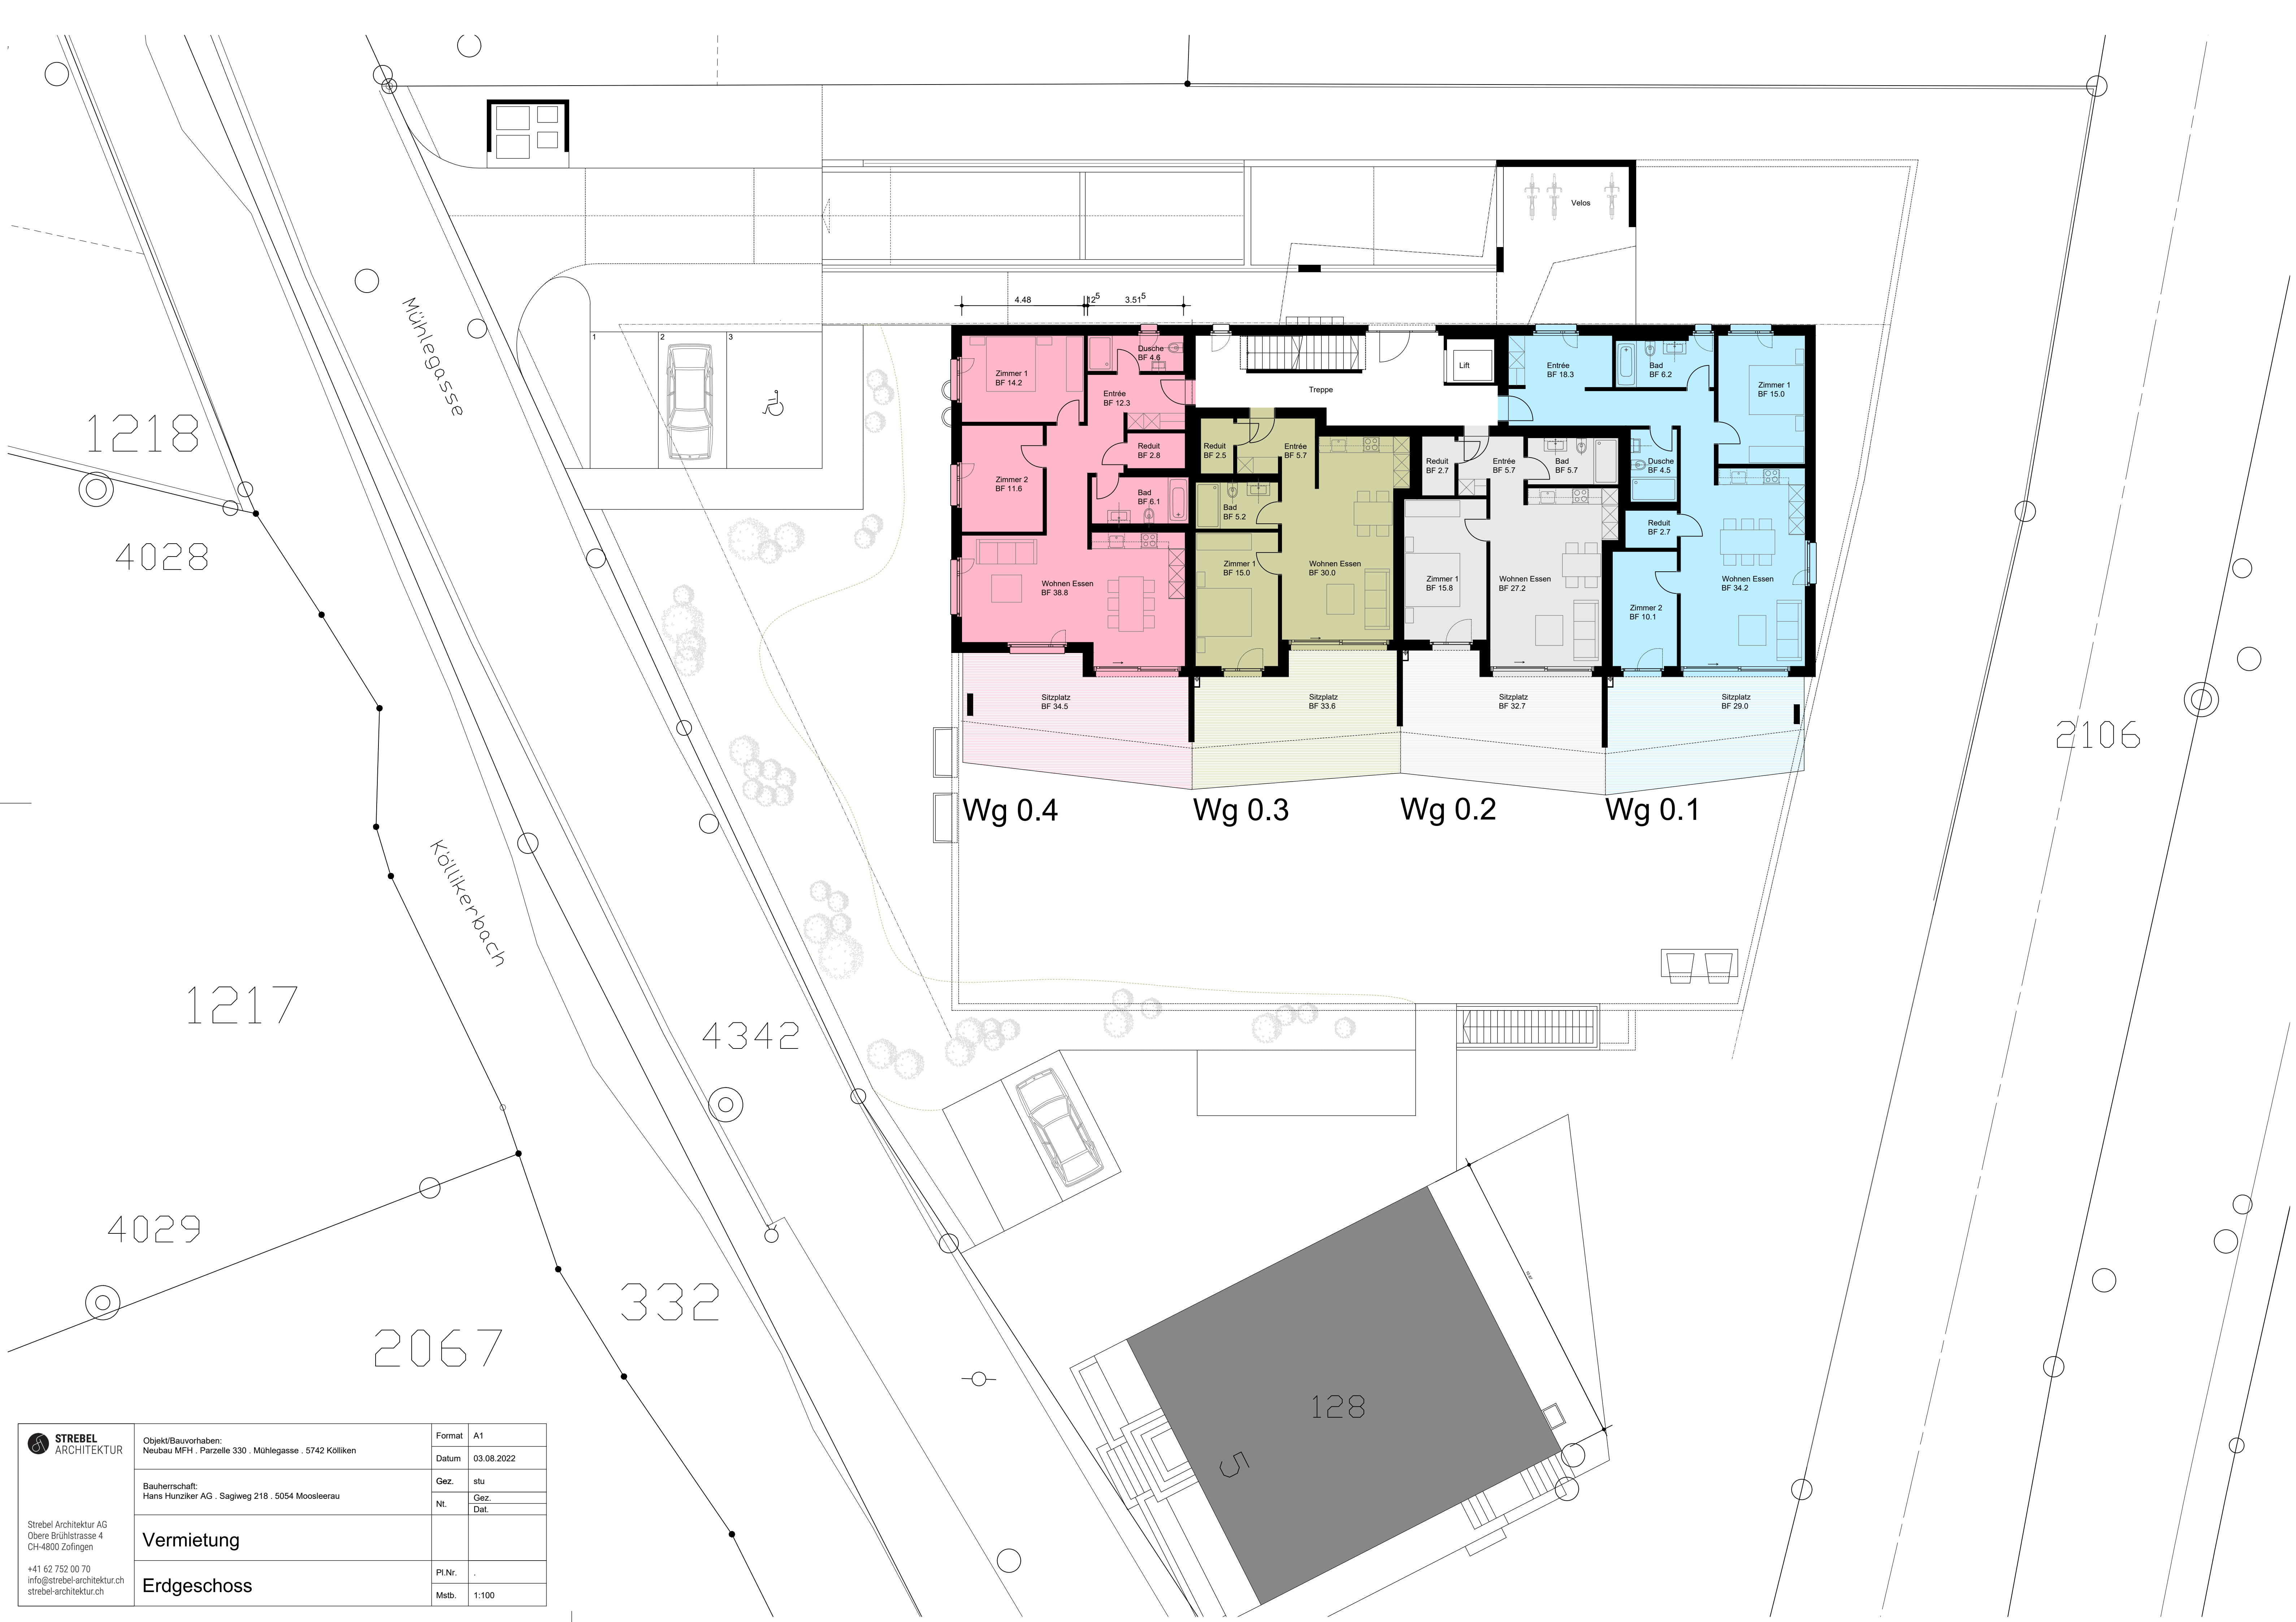 Velos
4.48
12⁵
3.51⁵
1
2
3
Mühlegasse
Dusche
BF 4.6
Zimmer 1
BF 14.2
Entrée
BF 12.3
Treppe
Lift
Entrée
BF 18.3
Bad
BF 6.2
Zimmer 1
BF 15.0
1218
Reduit
BF 2.8
Reduit
BF 2.5
Entrée
BF 5.7
Reduit
BF 2.7
Entrée
BF 5.7
Bad
BF 5.7
Dusche
BF 4.5
Zimmer 2
BF 11.6
Bad
BF 6.1
Bad
BF 5.2
Reduit
BF 2.7
4028
Wohnen Essen
BF 38.8
Zimmer 1
BF 15.0
Wohnen Essen
BF 30.0
Zimmer 1
BF 15.8
Wohnen Essen
BF 27.2
Zimmer 2
BF 10.1
Wohnen Essen
BF 34.2
Sitzplatz
BF 34.5
Sitzplatz
BF 33.6
Sitzplatz
BF 32.7
Sitzplatz
BF 29.0
2106
Wg 0.4
Wg 0.3
Wg 0.2
Wg 0.1
Köllikerbach
1217
4342
4029
332
2067
128
5
STREBEL
ARCHITEKTUR
Strebel Architektur AG
Obere Brühlstrasse 4
CH-4800 Zofingen
+41 62 752 00 70
info@strebel-architektur.ch
strebel-architektur.ch
Objekt/Bauvorhaben:
Neubau MFH . Parzelle 330 . Mühlegasse . 5742 Kölliken
Bauherrschaft:
Hans Hunziker AG . Sagiweg 218 . 5054 Moosleerau
Vermietung
Erdgeschoss
Format A1
Datum 03.08.2022
Gez. stu
Nt. Gez.
Dat.
Pl.Nr. .
Mstb. 1:100